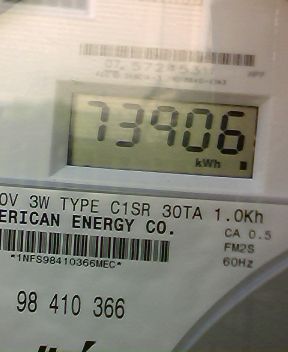 73906
kWh
0V 3W TYPE C1SR 30TA 1.0Kh
ERICAN ENERGY CO.
CA 0.5
FM2S
*1NFS98410366MEC*
60Hz
98 410 366